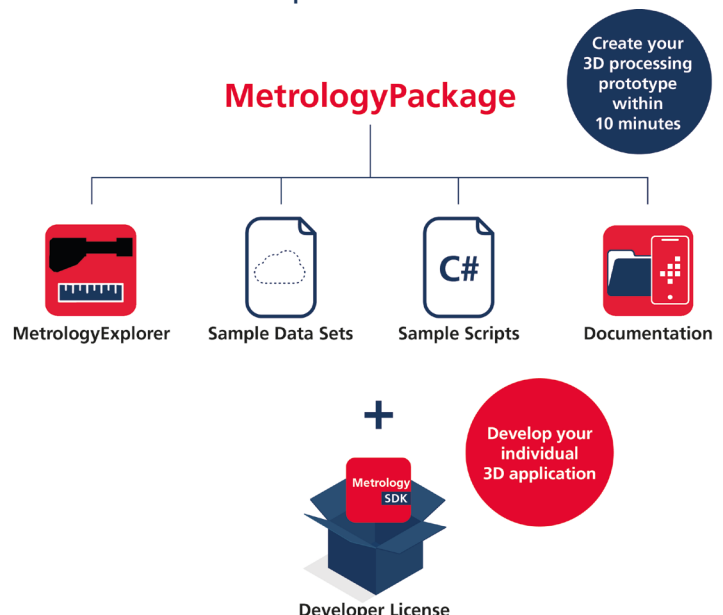 MetrologyPackage
Create your
3D processing
prototype
within
10 minutes
C#
MetrologyExplorer
Sample Data Sets
Sample Scripts
Documentation
+
Develop your
individual
3D application
Metrology
SDK
Developer License